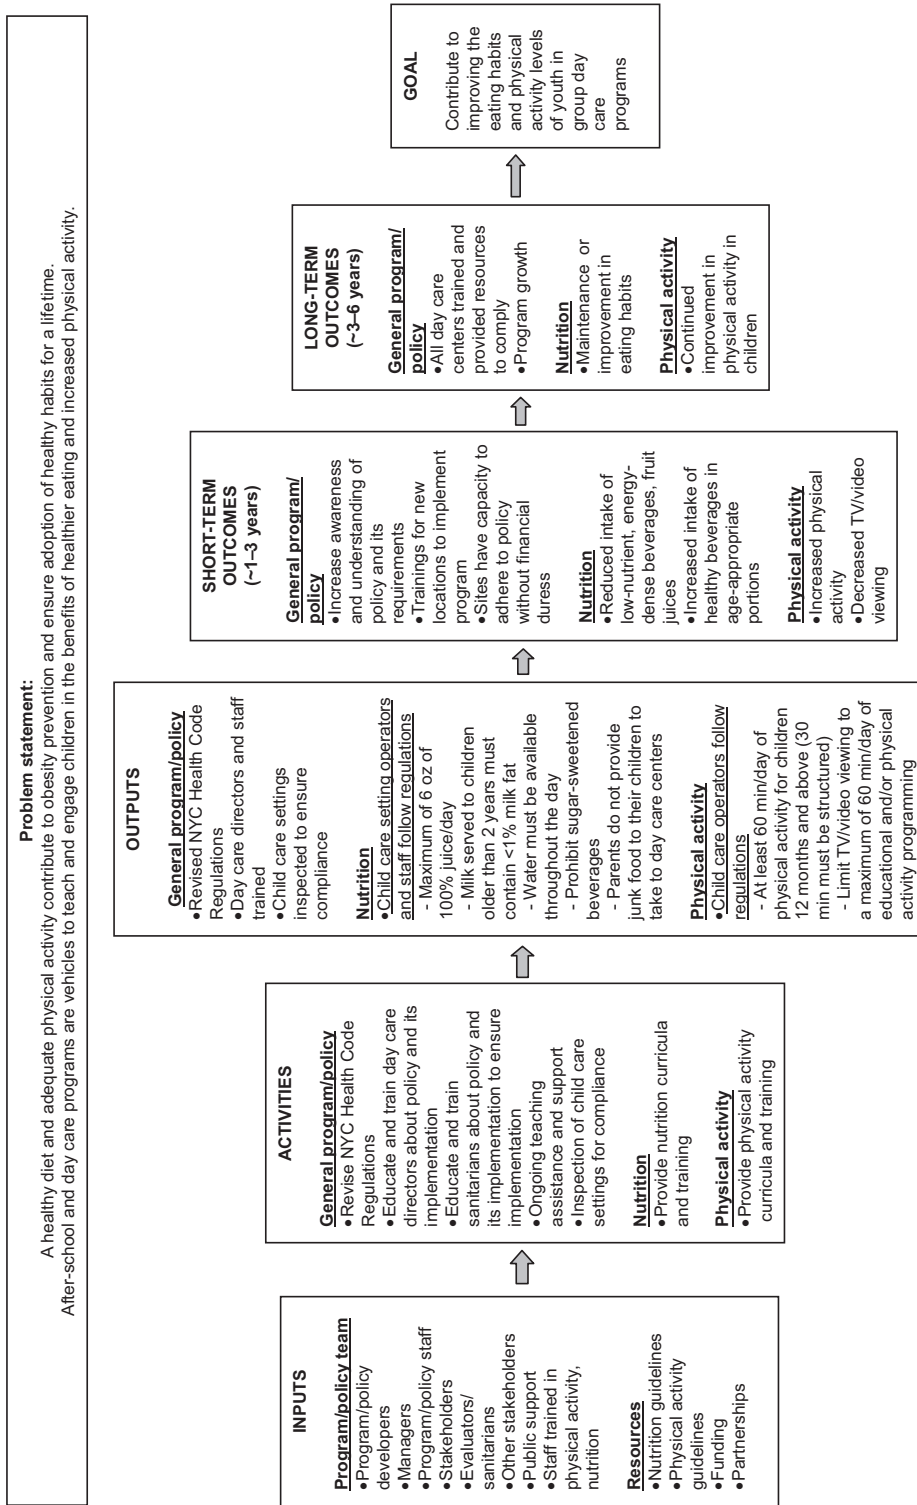 Problem statement:
A healthy diet and adequate physical activity contribute to obesity prevention and ensure adoption of healthy habits for a lifetime.
After-school and day care programs are vehicles to teach and engage children in the benefits of healthier eating and increased physical activity.
INPUTS
Program/policy team
•Program/policy
developers
•Managers
•Program/policy staff
•Stakeholders
•Evaluators/
sanitarians
•Other stakeholders
•Public support
•Staff trained in
physical activity,
nutrition
Resources
•Nutrition guidelines
•Physical activity
guidelines
•Funding
•Partnerships
ACTIVITIES
General program/policy
•Revise NYC Health Code
Regulations
•Educate and train day care
directors about policy and its
implementation
•Educate and train
sanitarians about policy and
its implementation to ensure
implementation
•Ongoing teaching
assistance and support
•Inspection of child care
settings for compliance
Nutrition
•Provide nutrition curricula
and training
Physical activity
•Provide physical activity
curricula and training
OUTPUTS
General program/policy
•Revised NYC Health Code
Regulations
•Day care directors and staff
trained
•Child care settings
inspected to ensure
compliance
Nutrition
•Child care setting operators
and staff follow regulations
- Maximum of 6 oz of
100% juice/day
- Milk served to children
older than 2 years must
contain <1% milk fat
- Water must be available
throughout the day
- Prohibit sugar-sweetened
beverages
- Parents do not provide
junk food to their children to
take to day care centers
Physical activity
•Child care operators follow
regulations
- At least 60 min/day of
physical activity for children
12 months and above (30
min must be structured)
- Limit TV/video viewing to
a maximum of 60 min/day of
educational and/or physical
activity programming
SHORT-TERM
OUTCOMES
(~1–3 years)
General program/
policy
•Increase awareness
and understanding of
policy and its
requirements
•Trainings for new
locations to implement
program
•Sites have capacity to
adhere to policy
without financial
duress
Nutrition
•Reduced intake of
low-nutrient, energy-
dense beverages, fruit
juices
•Increased intake of
healthy beverages in
age-appropriate
portions
Physical activity
•Increased physical
activity
•Decreased TV/video
viewing
LONG-TERM
OUTCOMES
(~3–6 years)
General program/
policy
•All day care
centers trained and
provided resources
to comply
•Program growth
Nutrition
•Maintenance or
improvement in
eating habits
Physical activity
•Continued
improvement in
physical activity in
children
GOAL
Contribute to
improving the
eating habits
and physical
activity levels
of youth in
group day
care
programs